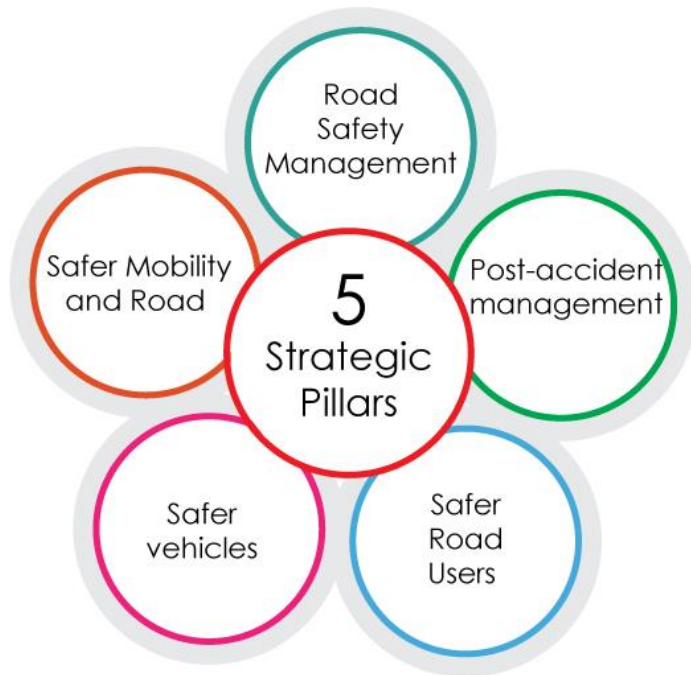 Road
Safety
Management
Post-accident
management
Safer
Road
Users
Safer
vehicles
Safer Mobility
and Road
5
Strategic
Pillars